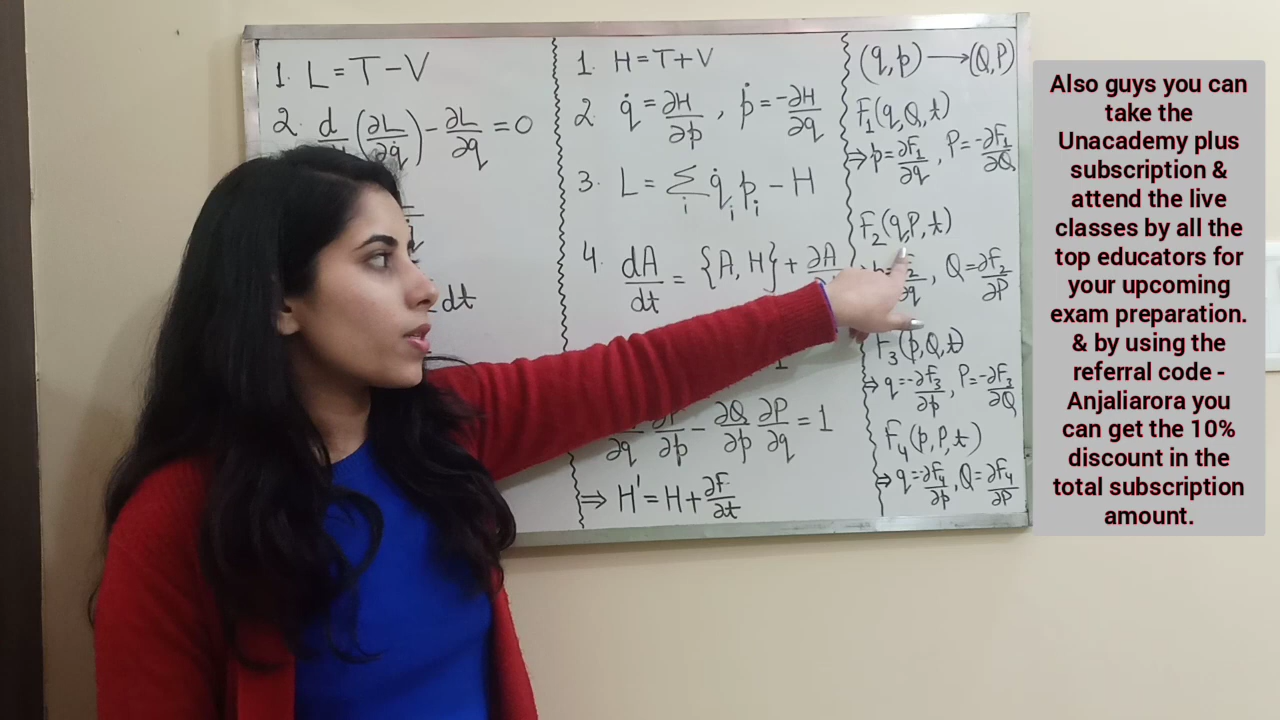 1. L = T - V
2. d/dt (∂L/∂q̇) - ∂L/∂q = 0
dt
1. H = T + V
2 q̇ = ∂H/∂p , ṗ = -∂H/∂q
3. L = Σᵢ q̇ᵢ pᵢ - H
4. dA/dt = {A, H} + ∂A
∂q ∂p - ∂Q/∂p ∂P/∂q = 1
⇒ H' = H + ∂F/∂t
(q, p) ⟶ (Q, P)
F₁(q, Q, t)
⇒ p = ∂F₁/∂q , P = -∂F₁/∂Q
F₂(q, P, t)
∂q , Q = ∂F₂/∂P
F₃(p, Q, t)
⇒ q = -∂F₃/∂p , P = -∂F₃/∂Q
F₄(p, P, t)
⇒ q = -∂F₄/∂p , Q = ∂F₄/∂P
Also guys you can
take the
Unacademy plus
subscription &
attend the live
classes by all the
top educators for
your upcoming
exam preparation.
& by using the
referral code -
Anjaliarora you
can get the 10%
discount in the
total subscription
amount.